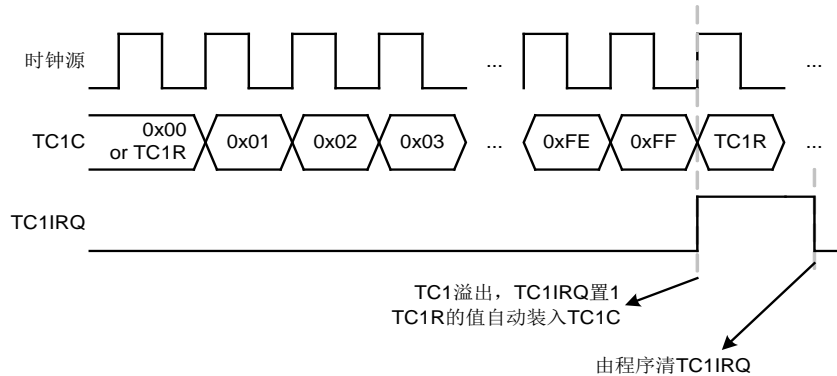 时钟源
...
...
TC1C
0x00
or TC1R
0x01
0x02
0x03
...
0xFE
0xFF
TC1R
...
TC1IRQ
TC1溢出，TC1IRQ置1
TC1R的值自动装入TC1C
由程序清TC1IRQ